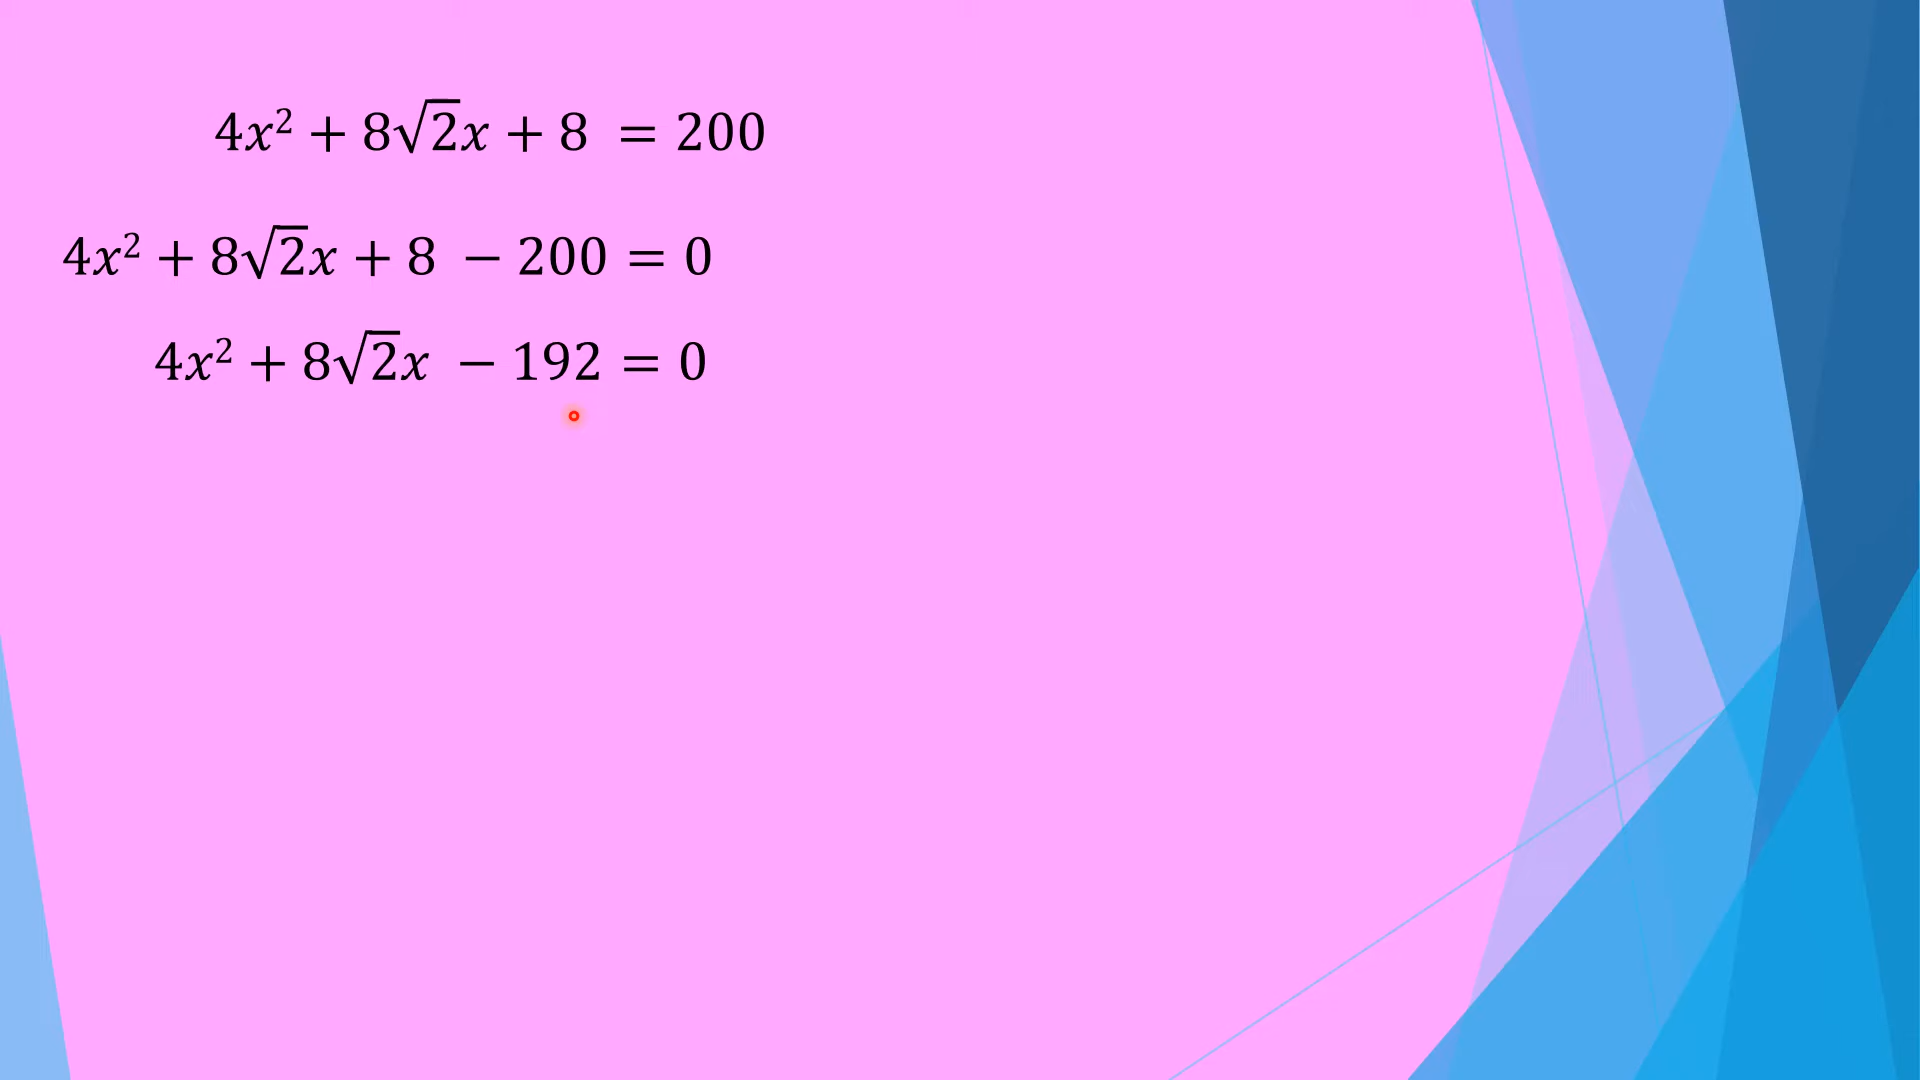 4x² + 8√2x + 8 = 200
4x² + 8√2x + 8 − 200 = 0
4x² + 8√2x − 192 = 0